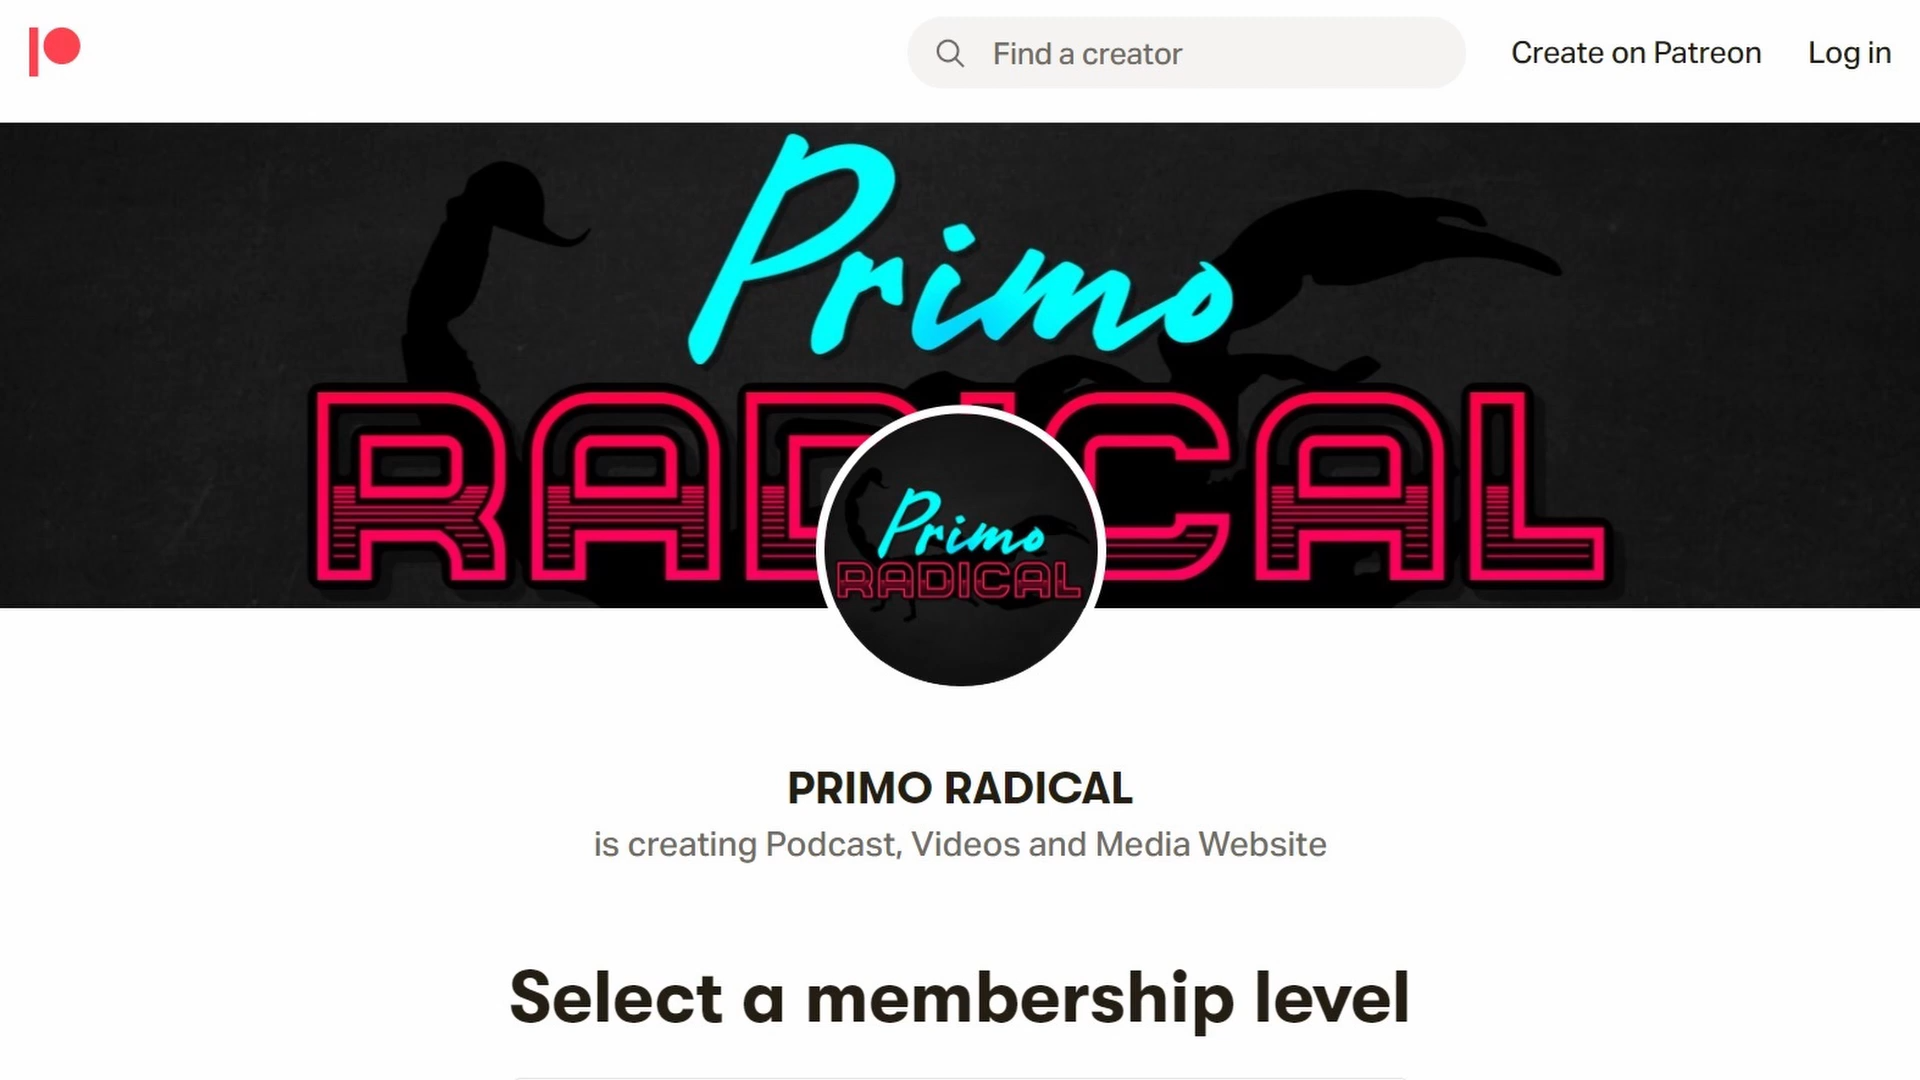 Find a creator
Create on Patreon
Log in
Primo
RADICAL
Primo
RADICAL
PRIMO RADICAL
is creating Podcast, Videos and Media Website
Select a membership level